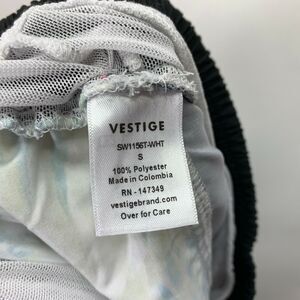 VESTIGE
SW1156T-WHT
S
100% Polyester
Made in Colombia
RN - 147349
vestigebrand.com
Over for Care